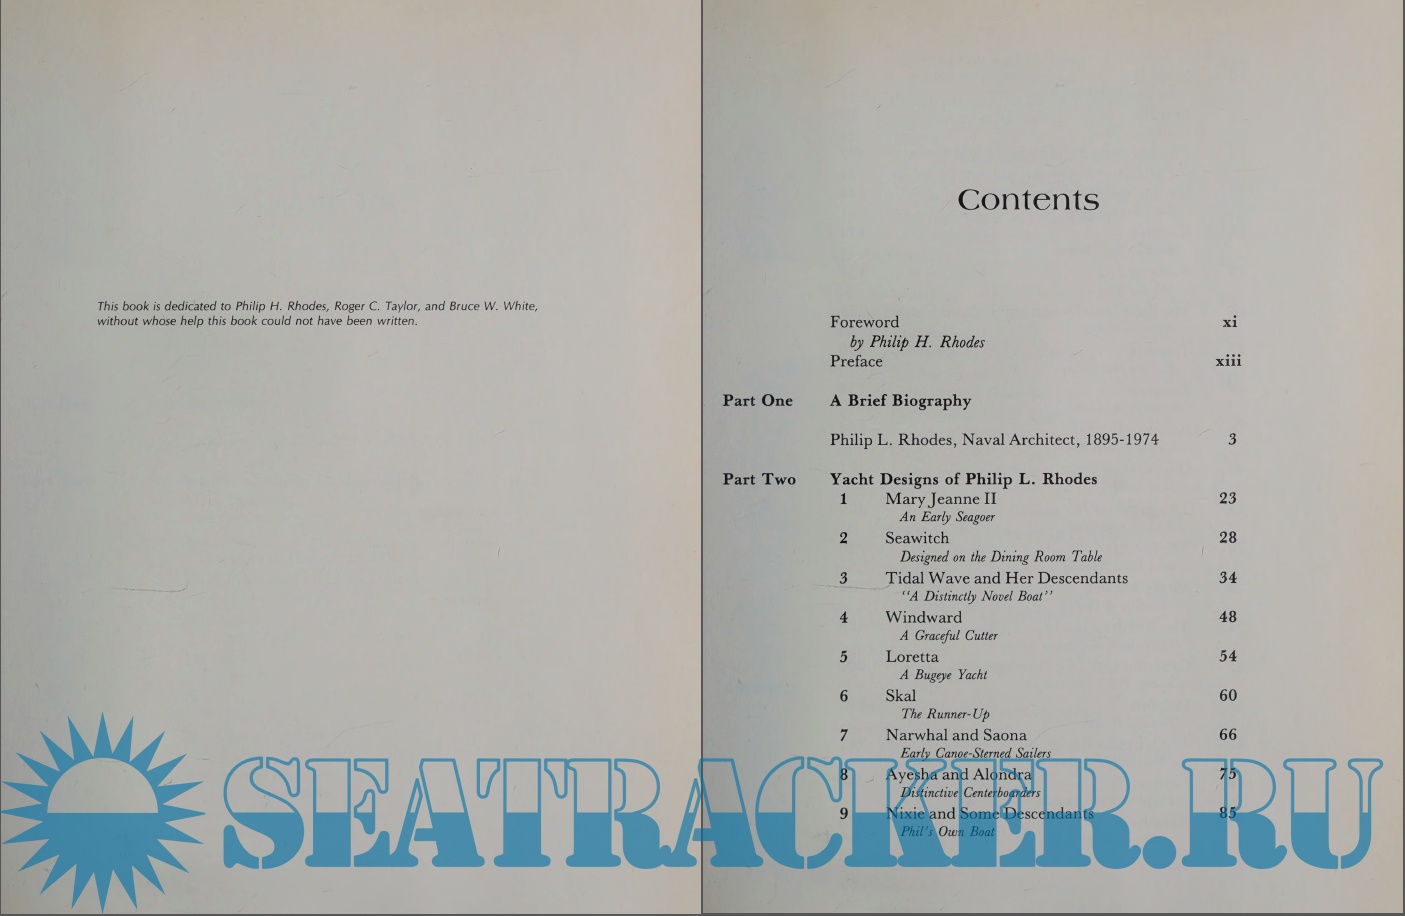 This book is dedicated to Philip H. Rhodes, Roger C. Taylor, and Bruce W. White,
without whose help this book could not have been written.
Contents
Foreword xi
by Philip H. Rhodes
Preface xiii
Part One A Brief Biography
Philip L. Rhodes, Naval Architect, 1895-1974 3
Part Two Yacht Designs of Philip L. Rhodes
1 Mary Jeanne II 23
An Early Seagoer
2 Seawitch 28
Designed on the Dining Room Table
3 Tidal Wave and Her Descendants 34
"A Distinctly Novel Boat"
4 Windward 48
A Graceful Cutter
5 Loretta 54
A Bugeye Yacht
6 Skal 60
The Runner-Up
7 Narwhal and Saona 66
Early Canoe-Sterned Sailers
8 Ayesha and Alondra 75
Distinctive Centerboarders
9 Nixie and Some Descendants 85
Phil's Own Boat
SEATRACKER.RU